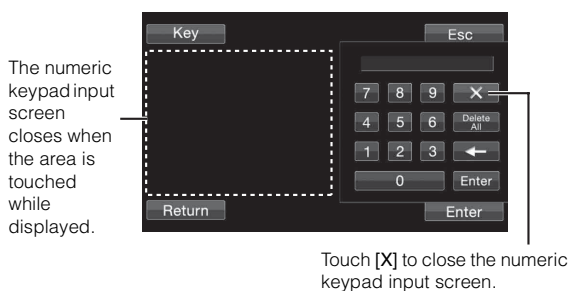 Key
Esc
The numeric
keypad input
screen
closes when
the area is
touched
while
displayed.
7 8 9 X
4 5 6 Delete All
1 2 3 ←
0 Enter
Return
Enter
Touch [X] to close the numeric
keypad input screen.